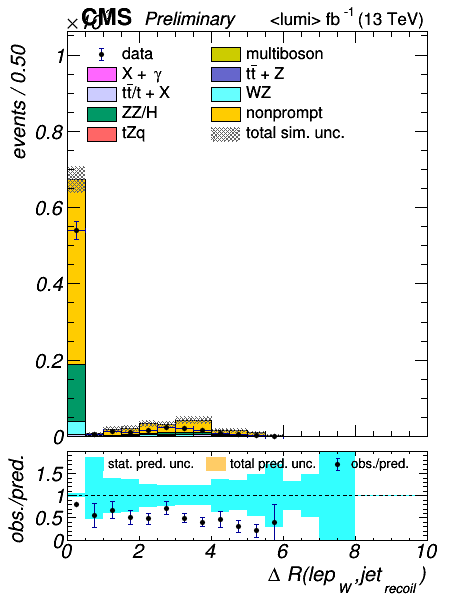 ×10
CMS Preliminary <lumi> fb⁻¹ (13 TeV)
events / 0.50
1
0.8
0.6
0.4
0.2
0
data
X + γ
tt̄/t + X
ZZ/H
tZq
multiboson
tt̄ + Z
WZ
nonprompt
total sim. unc.
obs./pred.
1.5
1
0.5
0
stat. pred. unc. total pred. unc. obs./pred.
0 2 4 6 8 10
Δ R(lep_W, jet_recoil)